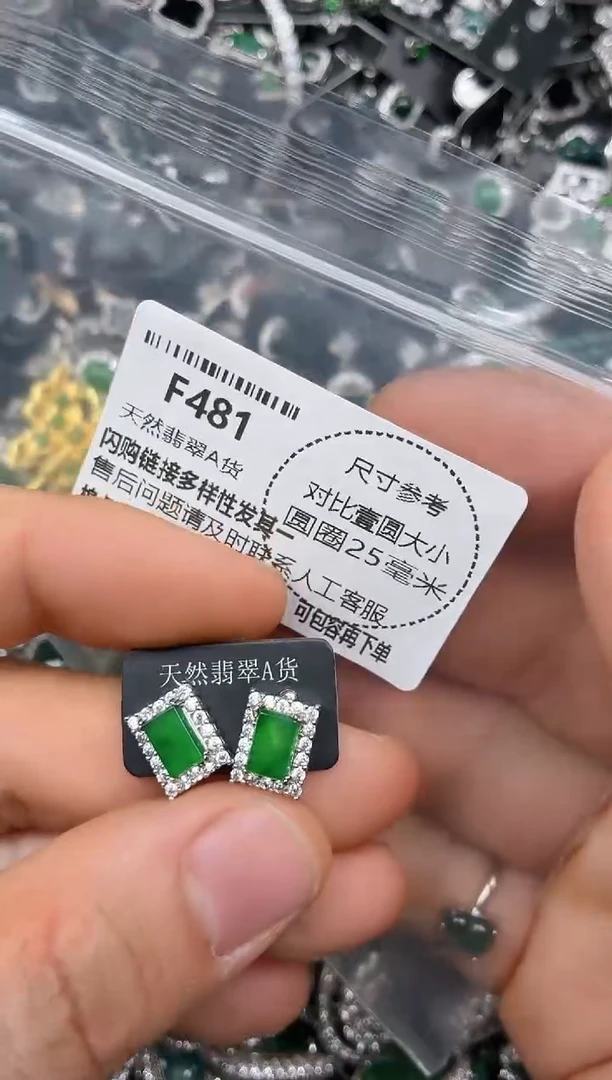 F481
天然翡翠A货
闪购链接多样性发其一
售后问题请及时联系人工客服
可包容再下单
尺寸参考
对比壹圆大小
圆圈25毫米
天然翡翠A货